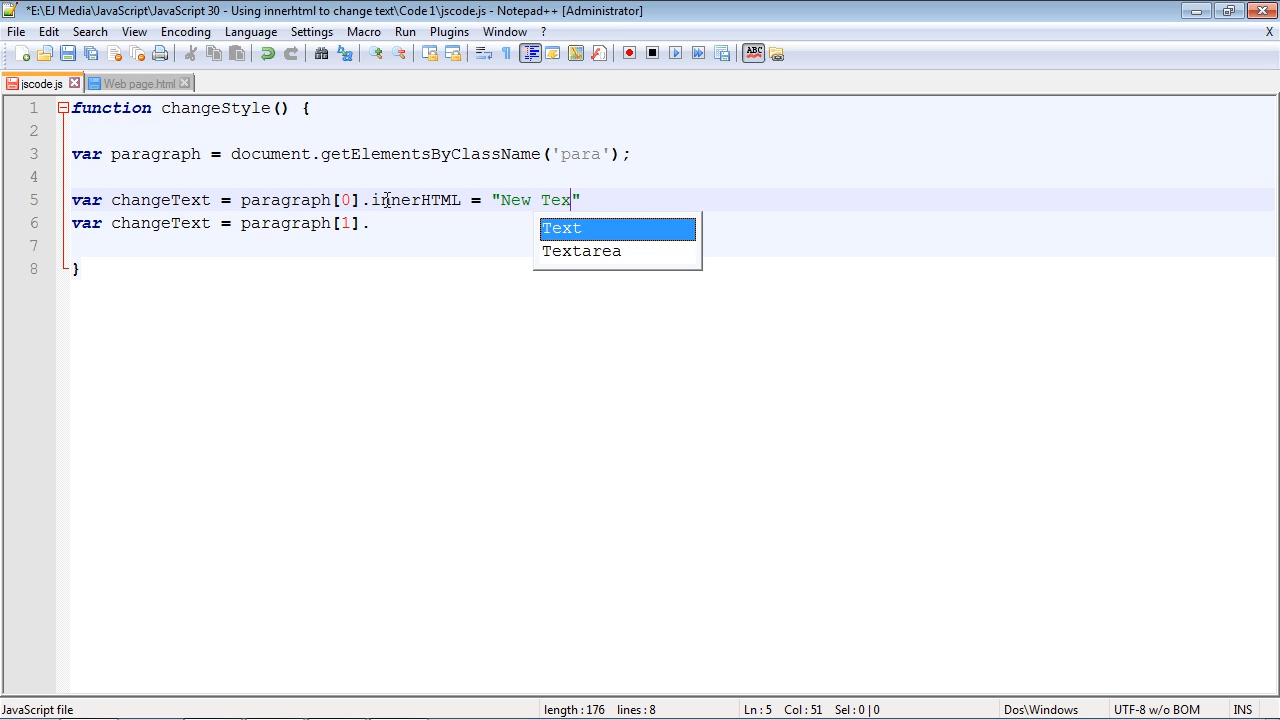 *E:\EJ Media\JavaScript\JavaScript 30 - Using innerhtml to change text\Code 1\jscode.js - Notepad++ [Administrator]
File Edit Search View Encoding Language Settings Macro Run Plugins Window ? X
ABC
jscode.js Web page.html
1 function changeStyle() {
2
3 var paragraph = document.getElementsByClassName('para');
4
5 var changeText = paragraph[0].innerHTML = "New Tex"
6 var changeText = paragraph[1].
Text
7
Textarea
8 }
JavaScript file length : 176 lines : 8 Ln : 5 Col : 51 Sel : 0 | 0 Dos\Windows UTF-8 w/o BOM INS